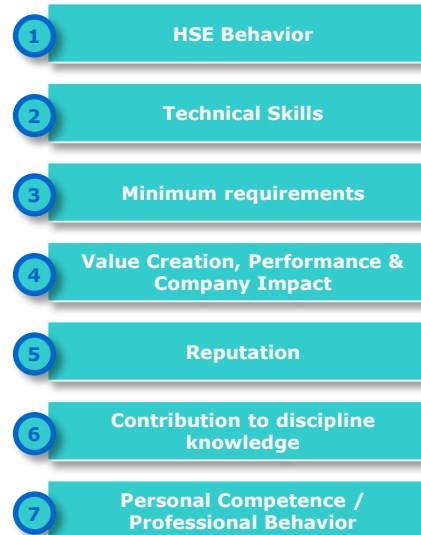 1
HSE Behavior
2
Technical Skills
3
Minimum requirements
4
Value Creation, Performance &
Company Impact
5
Reputation
6
Contribution to discipline
knowledge
7
Personal Competence /
Professional Behavior